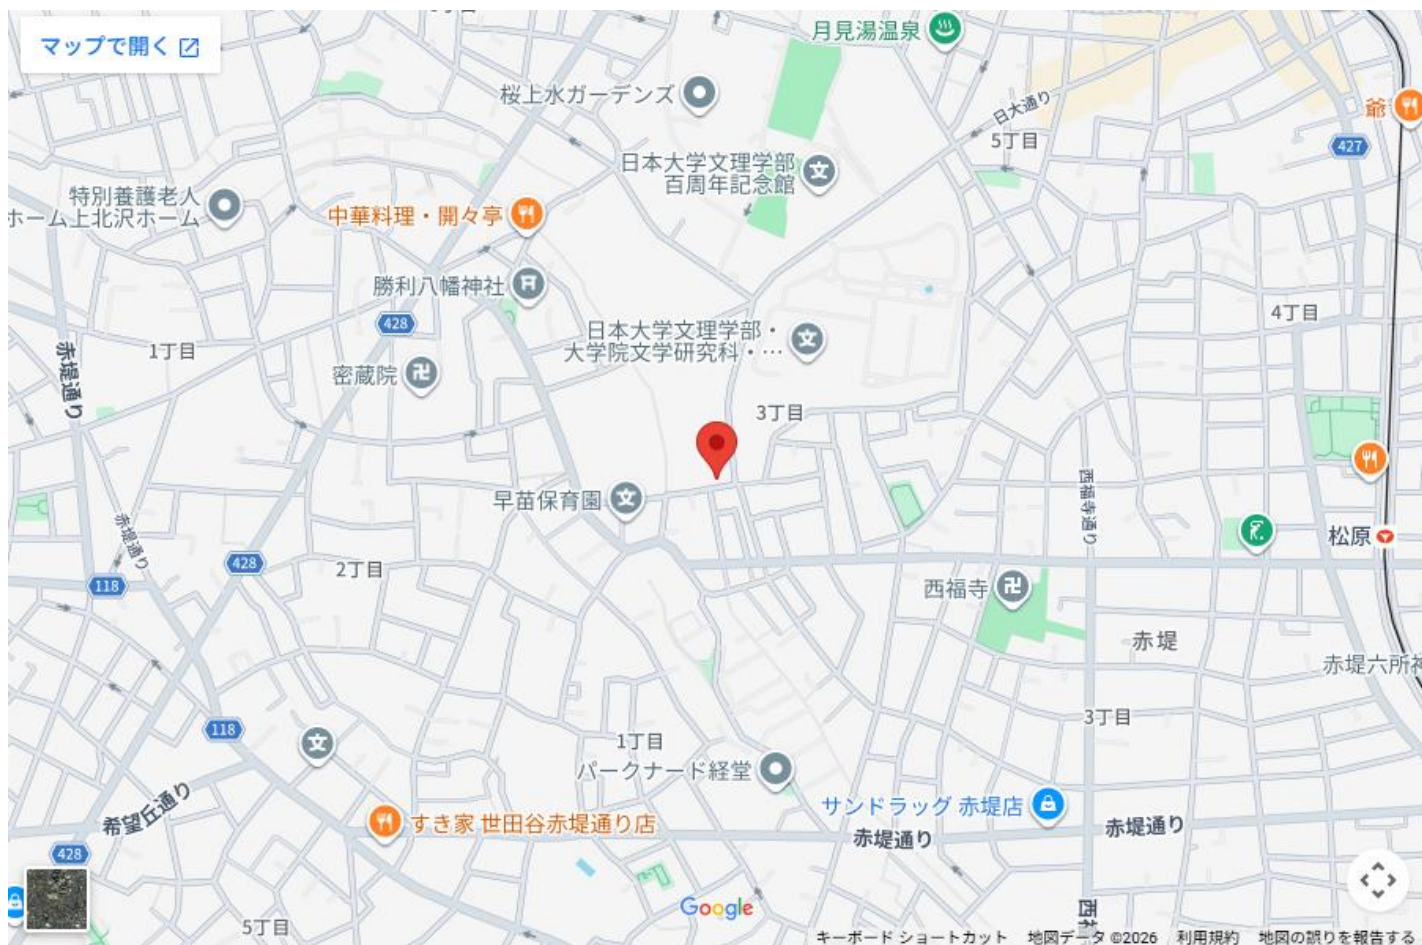 マップで開く
月見湯温泉
桜上水ガーデンズ
日大通り
5丁目
爺
427
日本大学文理学部
百周年記念館
特別養護老人
ホーム上北沢ホーム
中華料理・開々亭
勝利八幡神社
428
4丁目
日本大学文理学部・
大学院文学研究科・…
1丁目
赤堤通り
密蔵院
3丁目
早苗保育園
西福寺通り
赤堤通り
松原
428
2丁目
118
西福寺
赤堤
赤堤六所神
118
3丁目
1丁目
パークナード経堂
希望丘通り
サンドラッグ 赤堤店
すき家 世田谷赤堤通り店
赤堤通り
赤堤通り
428
Google
5丁目
キーボード ショートカット
地図データ ©2026
利用規約
地図の誤りを報告する